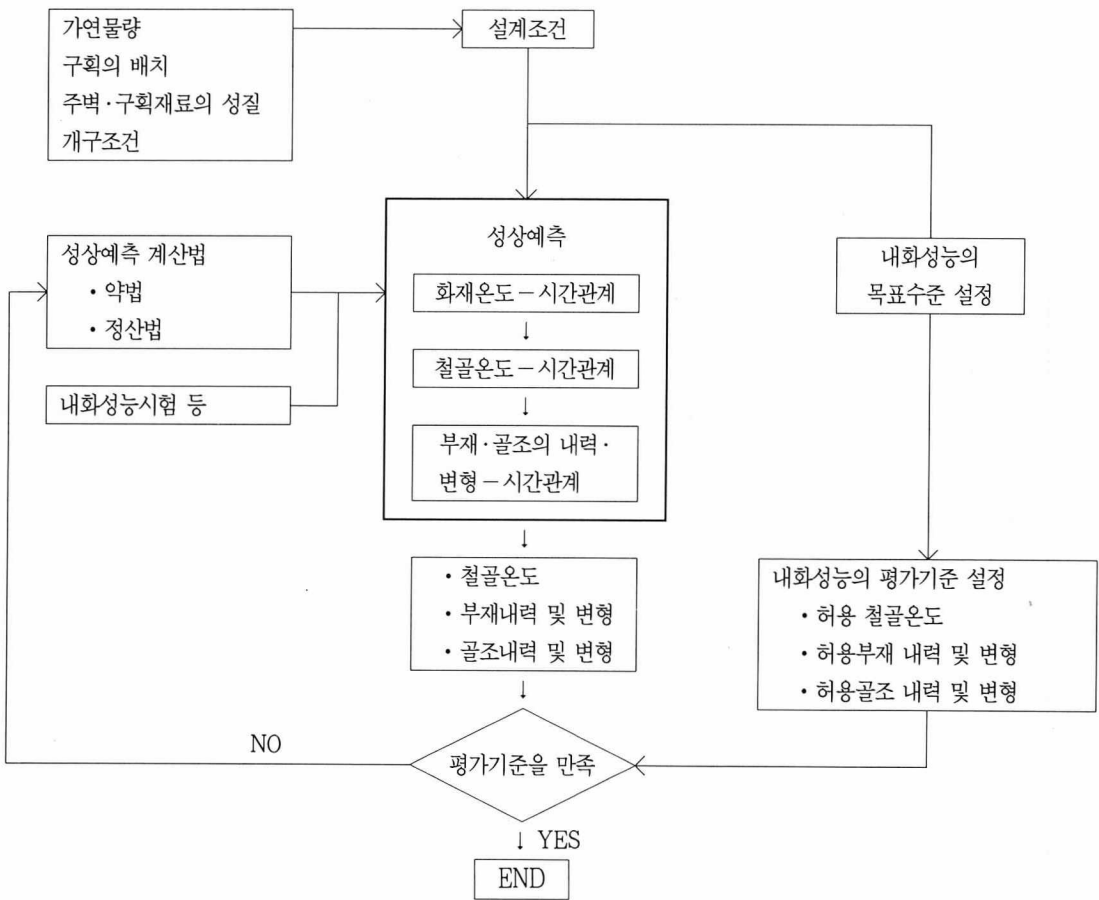 가연물량
구획의 배치
주벽·구획재료의 성질
개구조건
설계조건
성상예측 계산법
• 약법
• 정산법
내화성능시험 등
성상예측
화재온도－시간관계
↓
철골온도－시간관계
↓
부재·골조의 내력·
변형－시간관계
↓
• 철골온도
• 부재내력 및 변형
• 골조내력 및 변형
↓
내화성능의
목표수준 설정
내화성능의 평가기준 설정
• 허용 철골온도
• 허용부재 내력 및 변형
• 허용골조 내력 및 변형
평가기준을 만족
NO
↓ YES
END